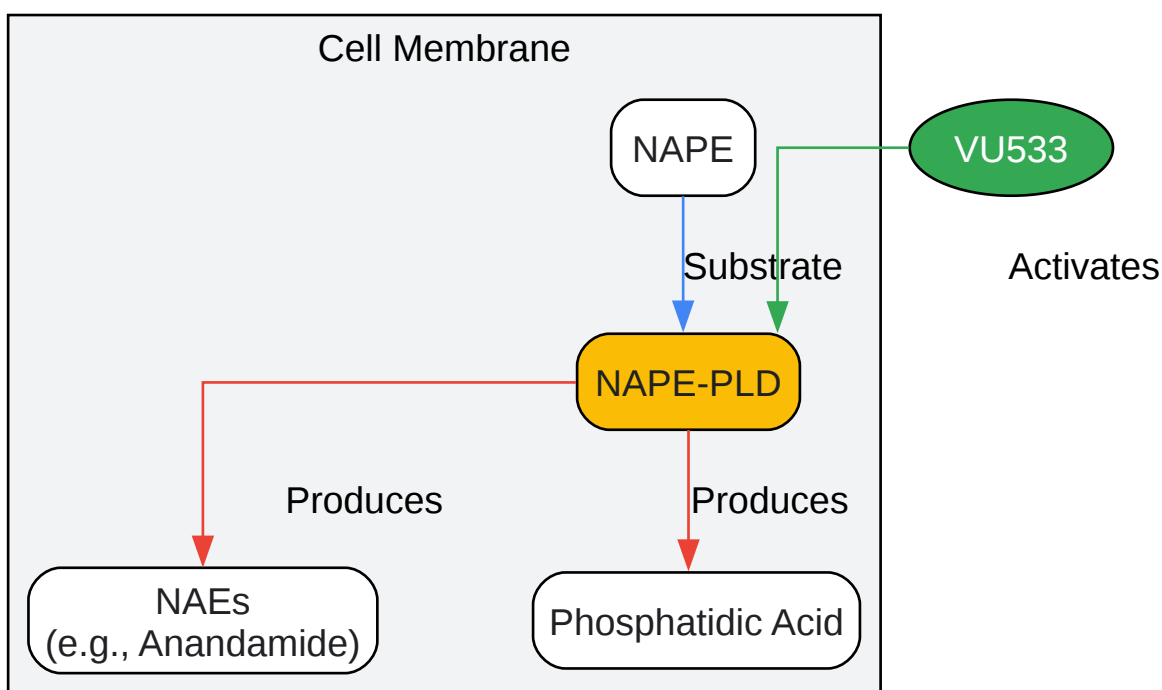 Cell Membrane
NAPE
VU533
Substrate
Activates
NAPE-PLD
Produces
Produces
NAEs
(e.g., Anandamide)
Phosphatidic Acid